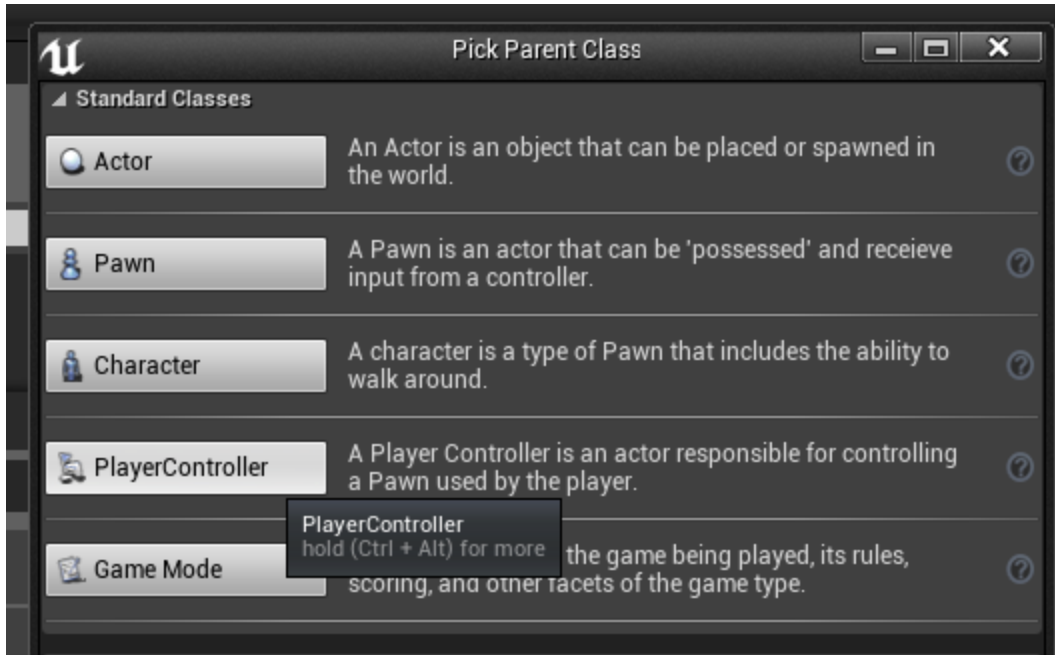 Pick Parent Class
Standard Classes
Actor
An Actor is an object that can be placed or spawned in
the world.
Pawn
A Pawn is an actor that can be 'possessed' and receieve
input from a controller.
Character
A character is a type of Pawn that includes the ability to
walk around.
PlayerController
A Player Controller is an actor responsible for controlling
a Pawn used by the player.
PlayerController
hold (Ctrl + Alt) for more
Game Mode
the game being played, its rules,
scoring, and other facets of the game type.